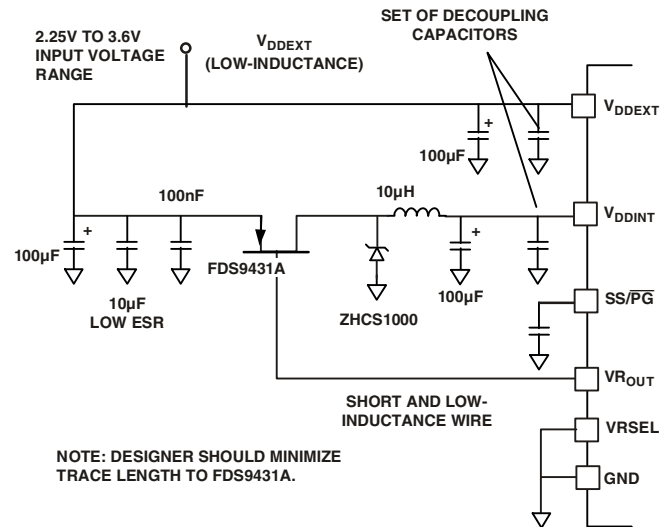 SET OF DECOUPLING
CAPACITORS
2.25V TO 3.6V
INPUT VOLTAGE
RANGE
VDDEXT
(LOW-INDUCTANCE)
VDDEXT
+
100µF
100nF
10µH
VDDINT
+
100µF
+
100µF
FDS9431A
10µF
LOW ESR
ZHCS1000
SS/PG
VROUT
SHORT AND LOW-
INDUCTANCE WIRE
VRSEL
NOTE: DESIGNER SHOULD MINIMIZE
TRACE LENGTH TO FDS9431A.
GND